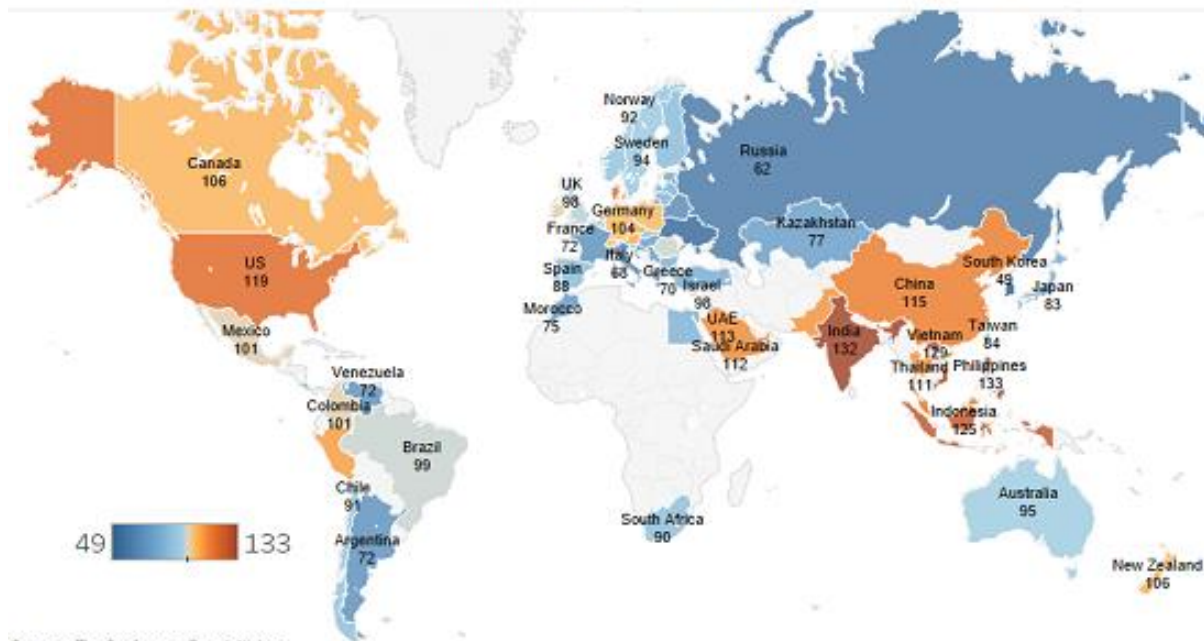 Norway
92
Sweden
94
Russia
62
Canada
106
UK
98
Germany
104
France
72
Kazakhstan
77
Italy
68
Greece
70
Spain
88
Israel
98
US
119
South Korea
49
China
115
Japan
83
Morocco
75
UAE
113
Saudi Arabia
112
India
132
Vietnam
129
Taiwan
84
Mexico
101
Thailand
111
Philippines
133
Venezuela
72
Colombia
101
Indonesia
125
Brazil
99
Chile
91
Australia
95
South Africa
90
Argentina
72
49
133
New Zealand
106